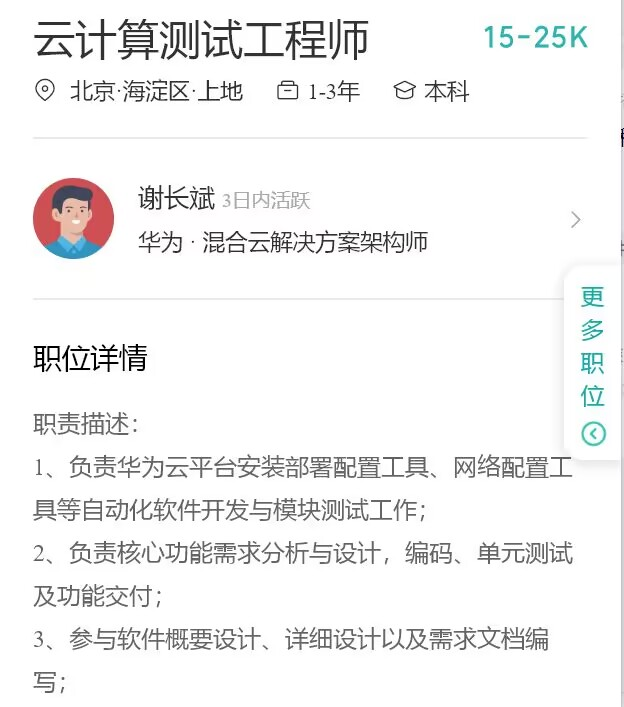 云计算测试工程师 15-25K
北京·海淀区·上地 1-3年 本科
谢长斌 3日内活跃
华为·混合云解决方案架构师
更多职位
职位详情
职责描述：
1、负责华为云平台安装部署配置工具、网络配置工
具等自动化软件开发与模块测试工作；
2、负责核心功能需求分析与设计，编码、单元测试
及功能交付；
3、参与软件概要设计、详细设计以及需求文档编
写；